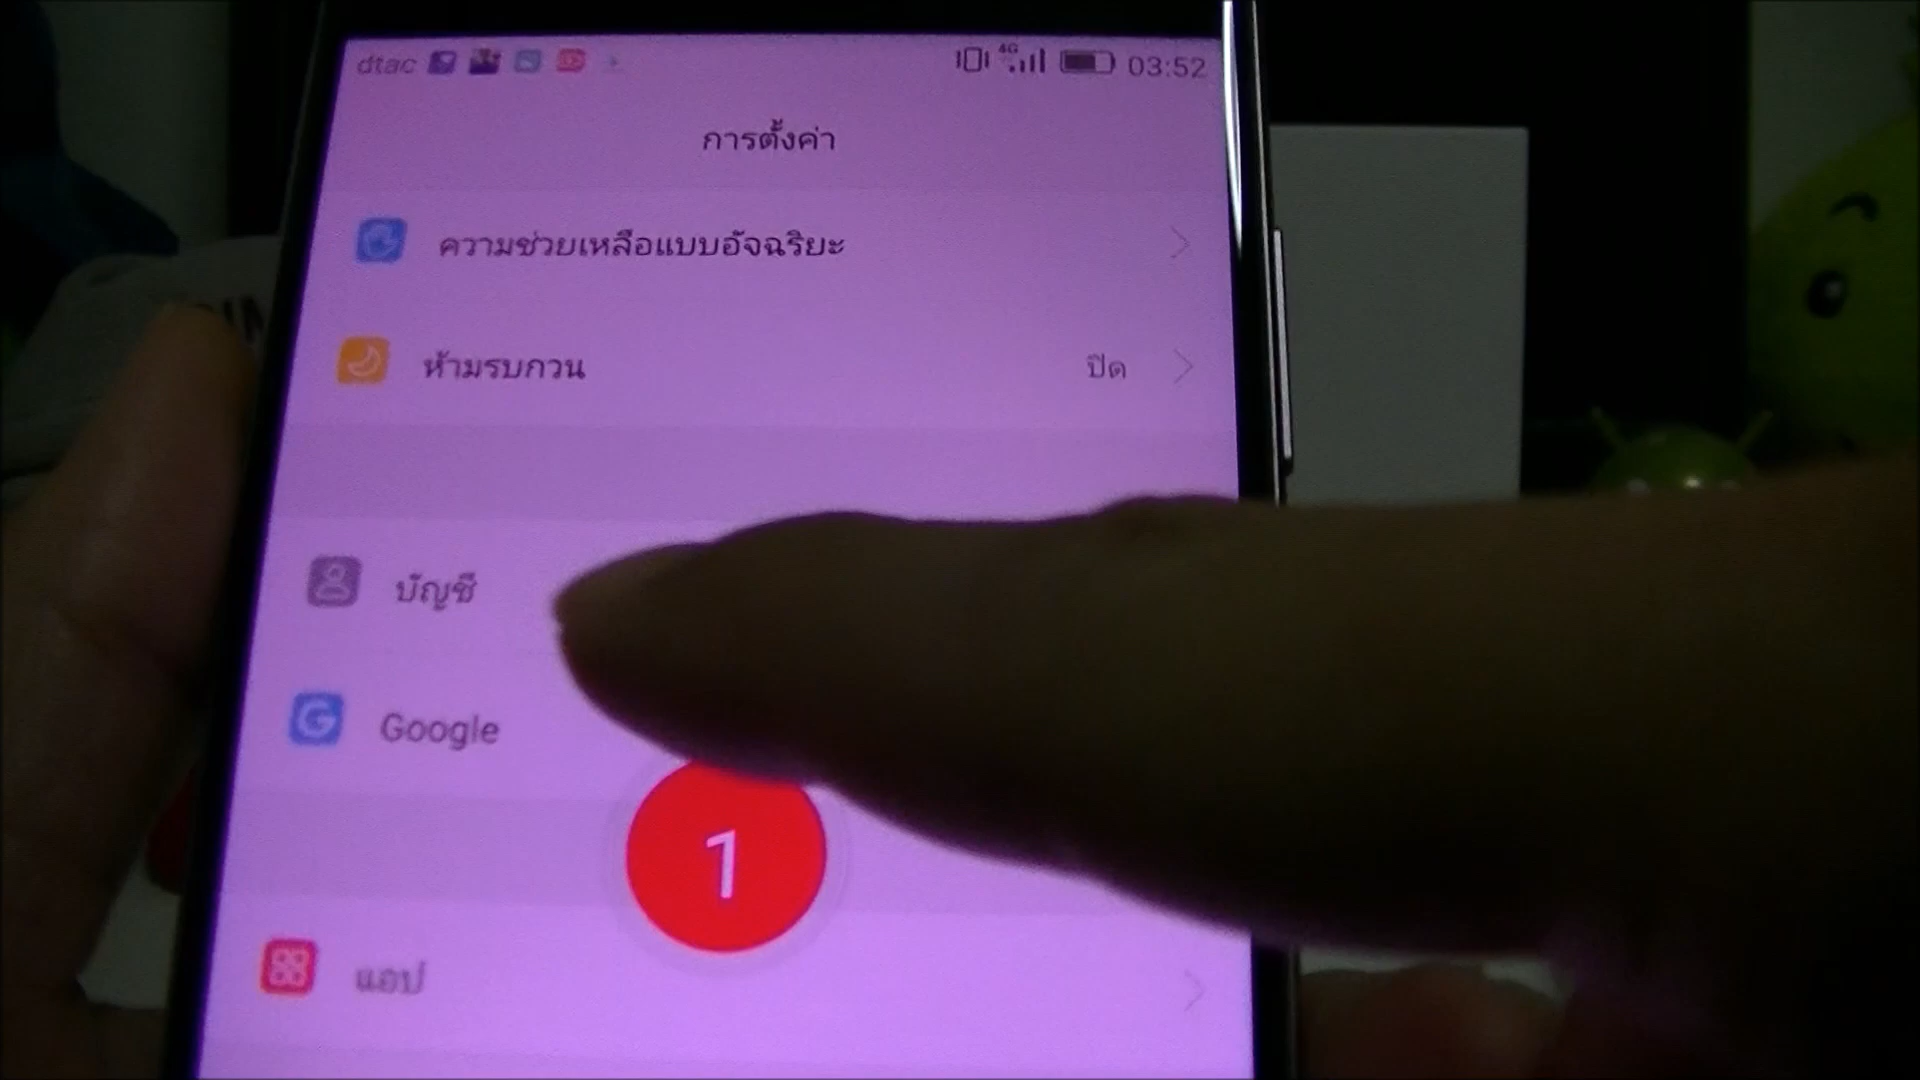 dtac 4G 03:52
การตั้งค่า
ความช่วยเหลือแบบอัจฉริยะ
ห้ามรบกวน ปิด
บัญชี
Google
1
แอป